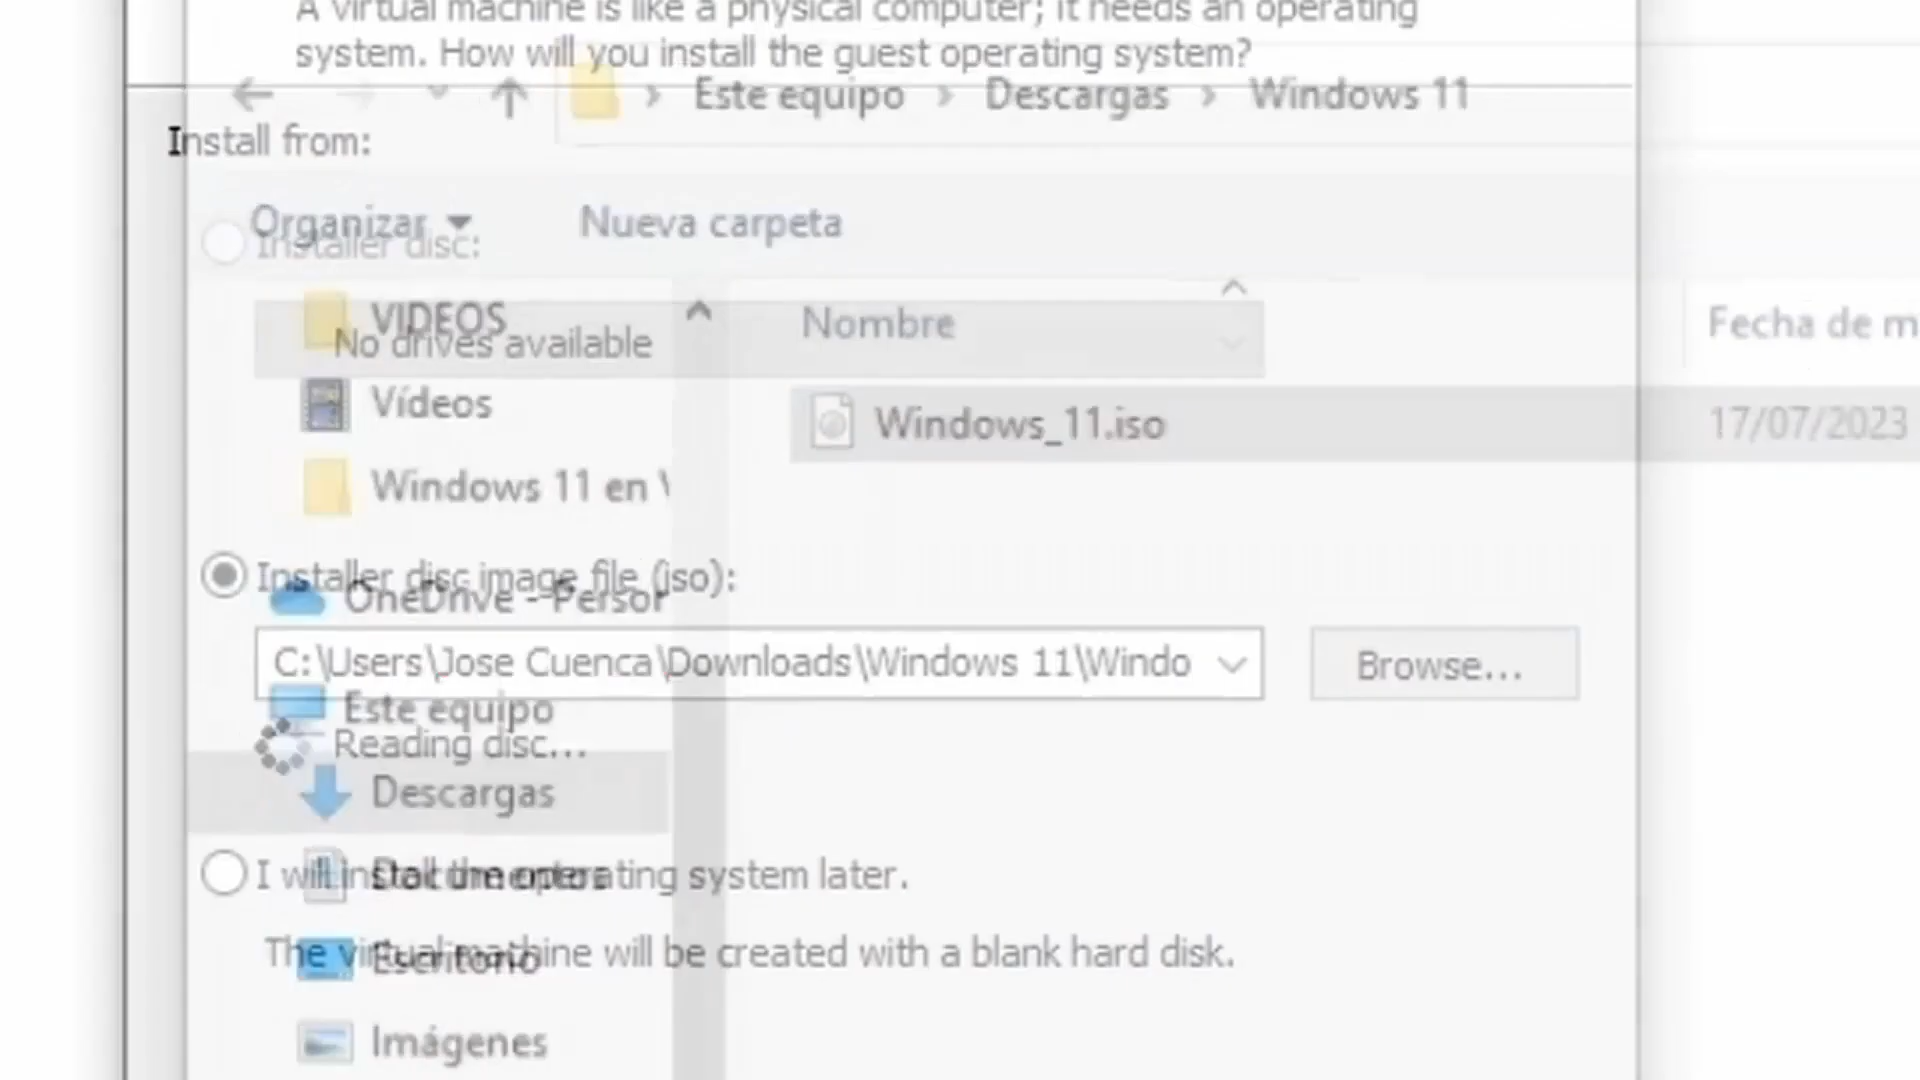 A virtual machine is like a physical computer; it needs an operating
system. How will you install the guest operating system?
Este equipo > Descargas > Windows 11
Install from:
Organizar
Nueva carpeta
Installer disc:
VIDEOS
No drives available
Nombre
Fecha de m
Vídeos
Windows_11.iso
17/07/2023
Windows 11 en
Installer disc image file (iso):
OneDrive - Person
C:\Users\Jose Cuenca\Downloads\Windows 11\Windo
Browse...
Este equipo
Reading disc...
Descargas
I will install the operating system later.
Documentos
The virtual machine will be created with a blank hard disk.
Escritorio
Imágenes